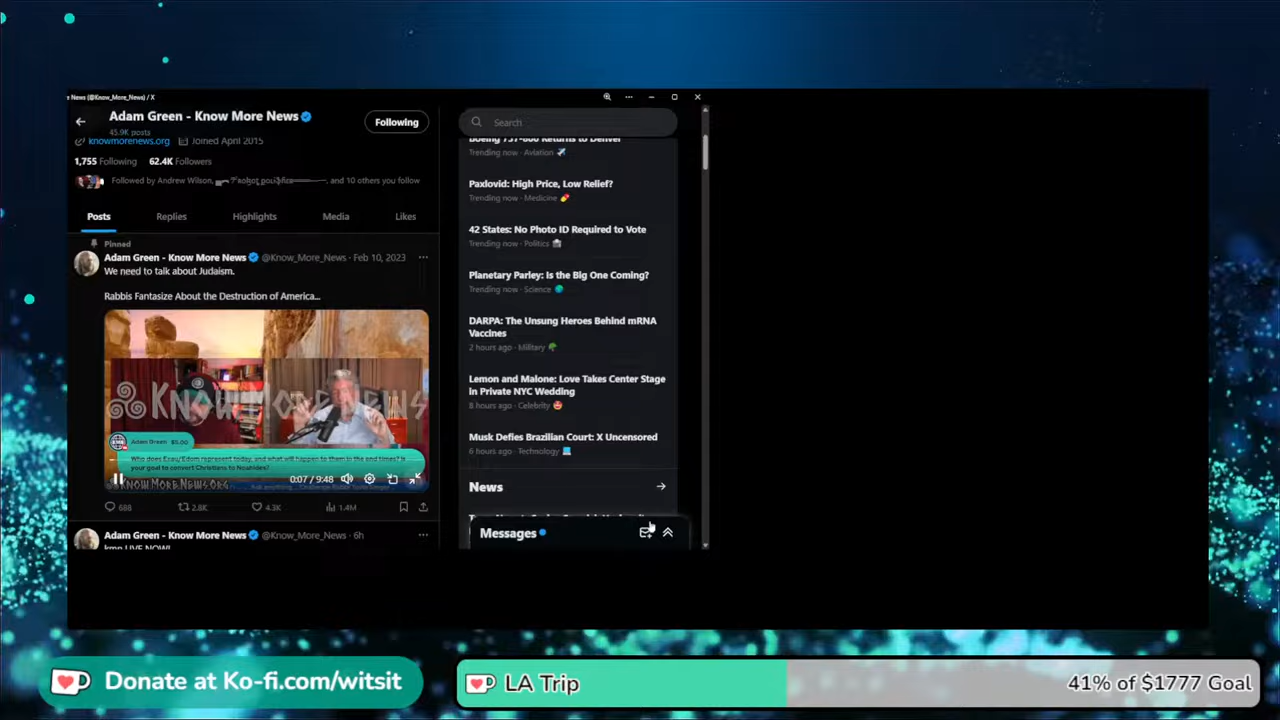 News (@Know_More_News) / X
Adam Green - Know More News
45.9K posts
Following
knowmorenews.org Joined April 2015
1,755 Following 62.4K Followers
Followed by Andrew Wilson, and 10 others you follow
Posts Replies Highlights Media Likes
Pinned
Adam Green - Know More News @Know_More_News · Feb 10, 2023 ...
We need to talk about Judaism.
Rabbis Fantasize About the Destruction of America...
KNOW MORE NEWS
Adam Green $5.00
Who does Esau/Edom represent today, and what will happen to them in the end times? Is
your goal to convert Christians to Noahides?
KNOWMORENEWS.ORG
0:07 / 9:48
688 2.8K 4.3K 1.4M
Adam Green - Know More News @Know_More_News · 6h ...
kmn LIVE NOW!
Search
Boeing 737-800 Returns to Deliver
Trending now · Aviation
Paxlovid: High Price, Low Relief?
Trending now · Medicine
42 States: No Photo ID Required to Vote
Trending now · Politics
Planetary Parley: Is the Big One Coming?
Trending now · Science
DARPA: The Unsung Heroes Behind mRNA
Vaccines
2 hours ago · Military
Lemon and Malone: Love Takes Center Stage
in Private NYC Wedding
8 hours ago · Celebrity
Musk Defies Brazilian Court: X Uncensored
6 hours ago · Technology
News
Messages
Donate at Ko-fi.com/witsit
LA Trip
41% of $1777 Goal